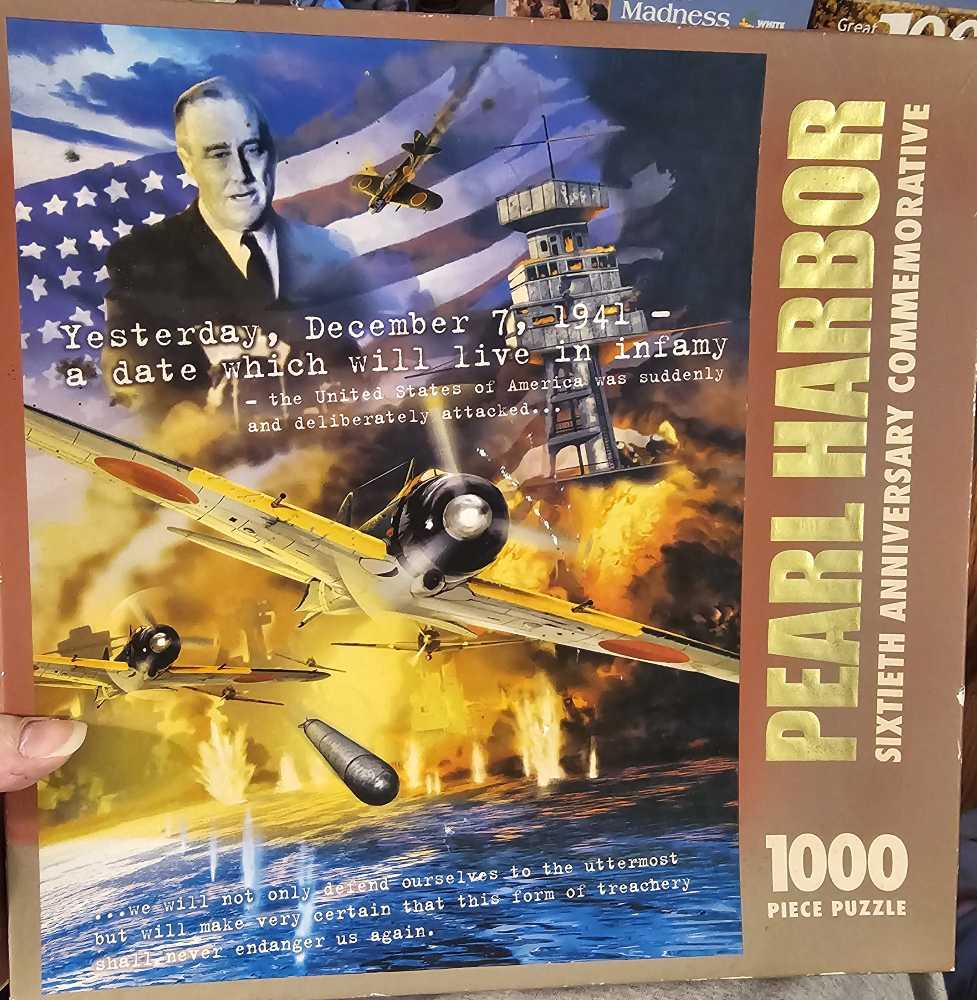 Madness
WHITE
Great
Yesterday, December 7, 1941 –
a date which will live in infamy
– the United States of America was suddenly
and deliberately attacked...
...we will not only defend ourselves to the uttermost
but will make very certain that this form of treachery
shall never endanger us again.
PEARL HARBOR
SIXTIETH ANNIVERSARY COMMEMORATIVE
1000
PIECE PUZZLE